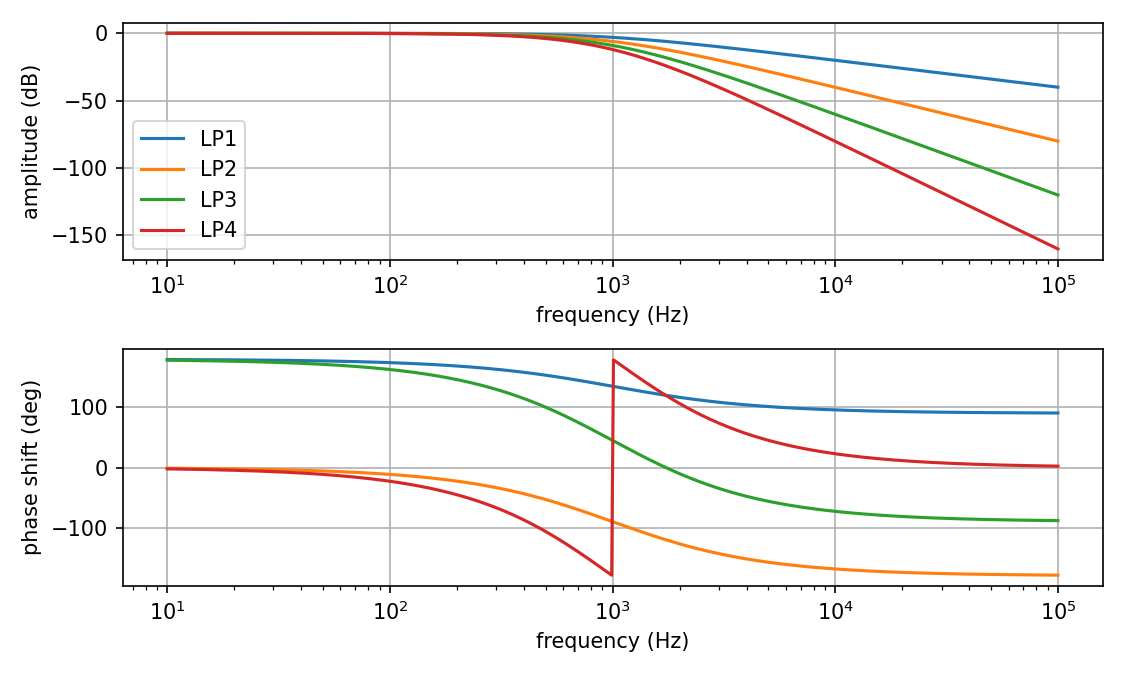 0
−50
−100
−150
amplitude (dB)
LP1
LP2
LP3
LP4
10¹ 10² 10³ 10⁴ 10⁵
frequency (Hz)
100
0
−100
phase shift (deg)
10¹ 10² 10³ 10⁴ 10⁵
frequency (Hz)